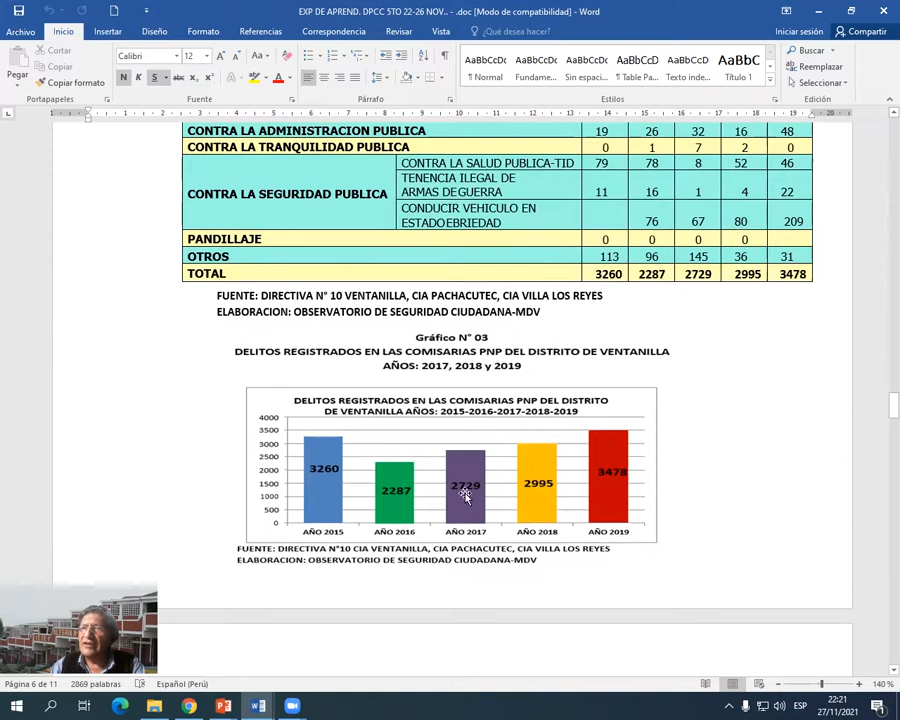 EXP DE APREND. DPCC 5TO 22-26 NOV.. - .doc [Modo de compatibilidad] - Word
Archivo Inicio Insertar Diseño Formato Referencias Correspondencia Revisar Vista ¿Qué desea hacer? Iniciar sesión Compartir
Pegar
Cortar
Copiar
Copiar formato
Portapapeles
Calibri 12
N K S abc x₂ x²
Fuente
Párrafo
AaBbCcDc AaBbCcDc AaBbCcDc AaBbCcD AaBbCcDc AaBbC
¶ Normal Fundame... Sin espaci... ¶ Table Pa... Texto inde... Título 1
Estilos
Buscar
Reemplazar
Seleccionar
Edición
CONTRA LA ADMINISTRACION PUBLICA 19 26 32 16 48
CONTRA LA TRANQUILIDAD PUBLICA 0 1 7 2 0
CONTRA LA SEGURIDAD PUBLICA
CONTRA LA SALUD PUBLICA-TID 79 78 8 52 46
TENENCIA ILEGAL DE
ARMAS DEGUERRA 11 16 1 4 22
CONDUCIR VEHICULO EN
ESTADOEBRIEDAD 76 67 80 209
PANDILLAJE 0 0 0 0
OTROS 113 96 145 36 31
TOTAL 3260 2287 2729 2995 3478
FUENTE: DIRECTIVA N° 10 VENTANILLA, CIA PACHACUTEC, CIA VILLA LOS REYES
ELABORACION: OBSERVATORIO DE SEGURIDAD CIUDADANA-MDV
Gráfico N° 03
DELITOS REGISTRADOS EN LAS COMISARIAS PNP DEL DISTRITO DE VENTANILLA
AÑOS: 2017, 2018 y 2019
DELITOS REGISTRADOS EN LAS COMISARIAS PNP DEL DISTRITO
DE VENTANILLA AÑOS: 2015-2016-2017-2018-2019
4000
3500
3000
2500
2000
1500
1000
500
0
3260 2287 2729 2995 3478
AÑO 2015 AÑO 2016 AÑO 2017 AÑO 2018 AÑO 2019
FUENTE: DIRECTIVA N°10 CIA VENTANILLA, CIA PACHACUTEC, CIA VILLA LOS REYES
ELABORACION: OBSERVATORIO DE SEGURIDAD CIUDADANA-MDV
Página 6 de 11 2869 palabras Español (Perú) 140 %
ESP
22:21
27/11/2021